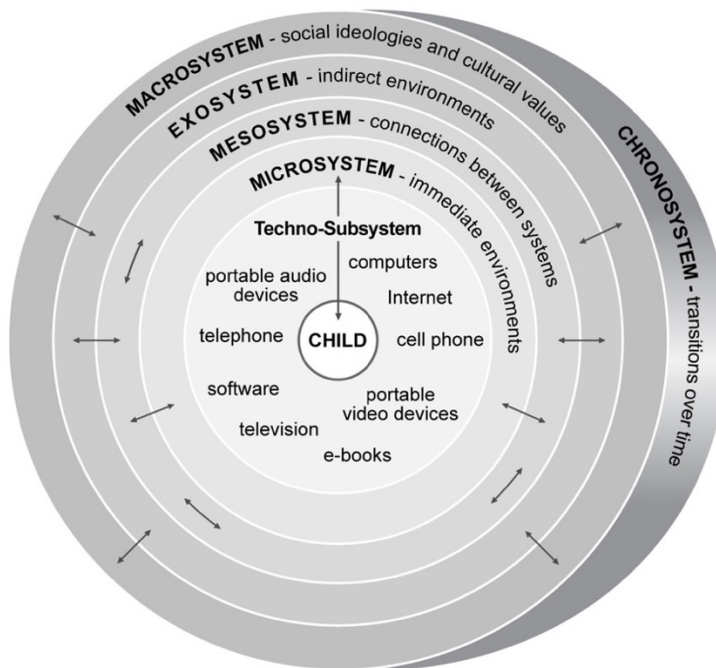 MACROSYSTEM - social ideologies and cultural values
EXOSYSTEM - indirect environments
MESOSYSTEM - connections between systems
MICROSYSTEM - immediate environments
CHRONOSYSTEM - transitions over time
Techno-Subsystem
computers
portable audio
devices
Internet
telephone
CHILD
cell phone
software
portable
video devices
television
e-books